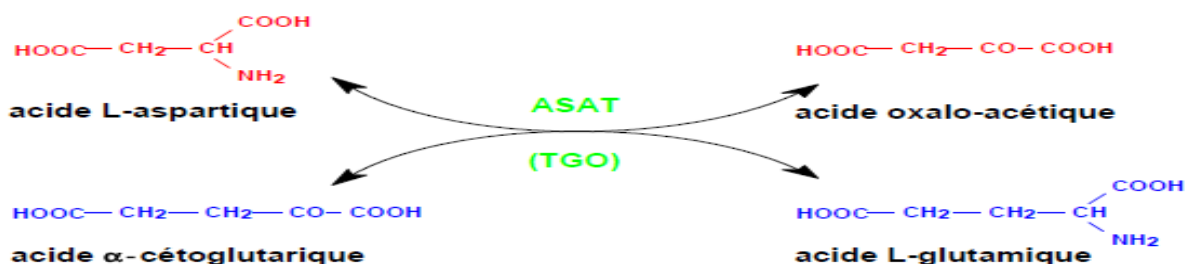 COOH
HOOC— CH2— CH
NH2
acide L-aspartique
HOOC— CH2— CO— COOH
acide oxalo-acétique
ASAT
(TGO)
HOOC— CH2— CH2— CO— COOH
acide α-cétoglutarique
COOH
HOOC— CH2— CH2— CH
NH2
acide L-glutamique